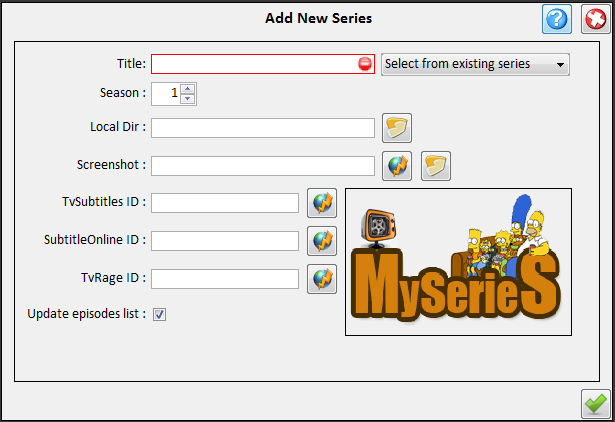 Add New Series
Title:
Select from existing series
Season :
1
Local Dir :
Screenshot :
TvSubtitles ID :
SubtitleOnline ID :
TvRage ID :
Update episodes list :
MySerieS